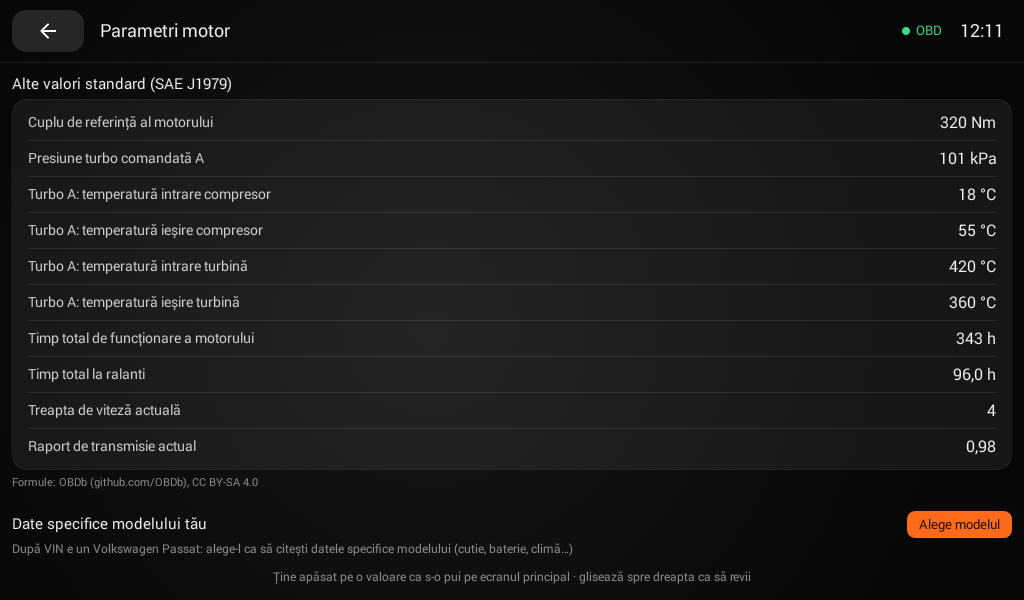 Parametri motor
OBD
12:11
Alte valori standard (SAE J1979)
Cuplu de referință al motorului 320 Nm
Presiune turbo comandată A 101 kPa
Turbo A: temperatură intrare compresor 18 °C
Turbo A: temperatură ieșire compresor 55 °C
Turbo A: temperatură intrare turbină 420 °C
Turbo A: temperatură ieșire turbină 360 °C
Timp total de funcționare a motorului 343 h
Timp total la ralanti 96,0 h
Treapta de viteză actuală 4
Raport de transmisie actual 0,98
Formule: OBDb (github.com/OBDb), CC BY-SA 4.0
Date specifice modelului tău
Alege modelul
După VIN e un Volkswagen Passat: alege-l ca să citești datele specifice modelului (cutie, baterie, climă…)
Ține apăsat pe o valoare ca s-o pui pe ecranul principal · glisează spre dreapta ca să revii